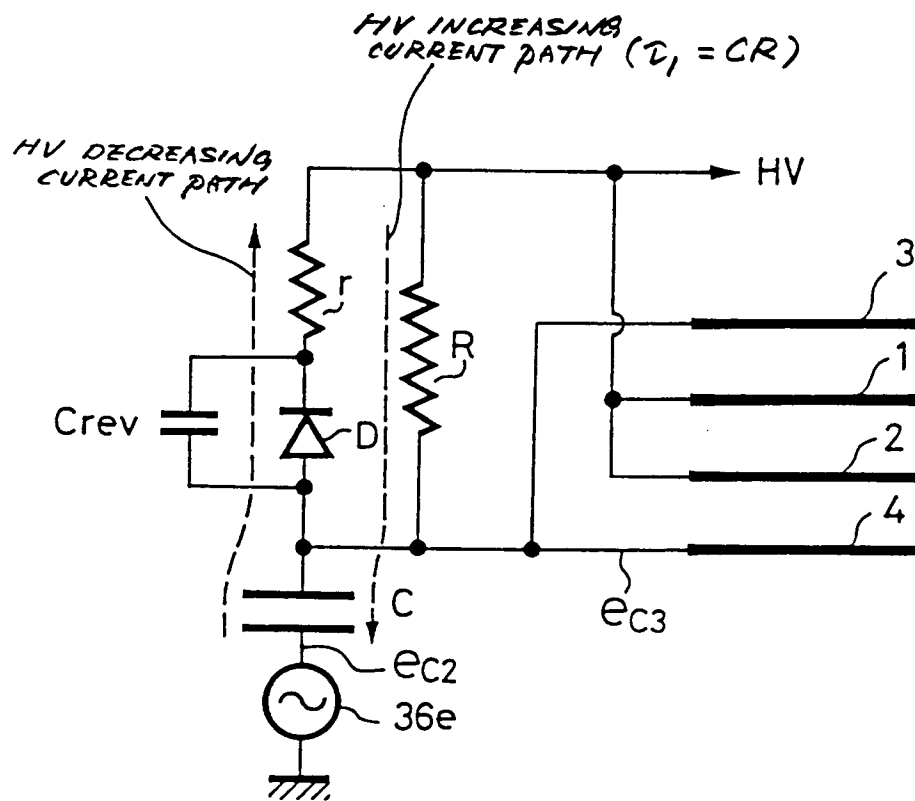 HV INCREASING
CURRENT PATH (τ₁ = CR)
HV DECREASING
CURRENT PATH
HV
r
R
3
1
2
4
Crev
D
C
eC3
eC2
36e